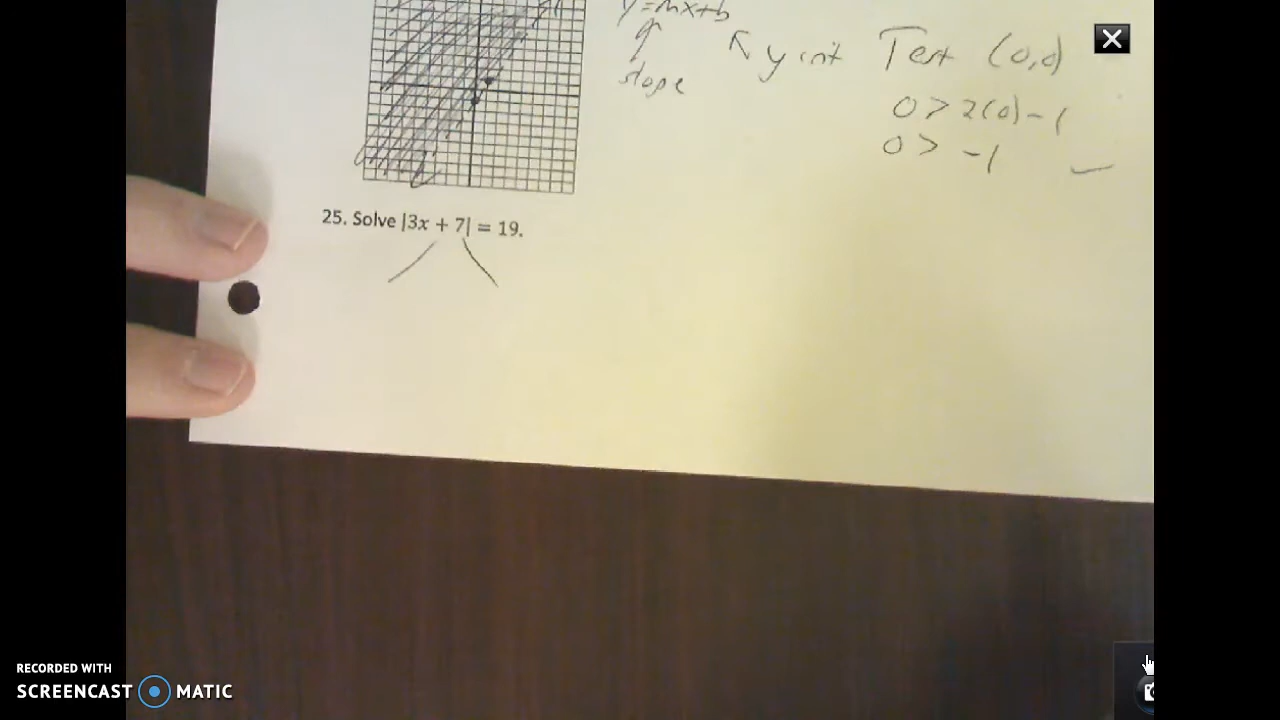 y = mx+b
slope
y int
Test (0,0)
0 > 2(0) - 1
0 > -1
25. Solve |3x + 7| = 19.
RECORDED WITH
SCREENCAST MATIC